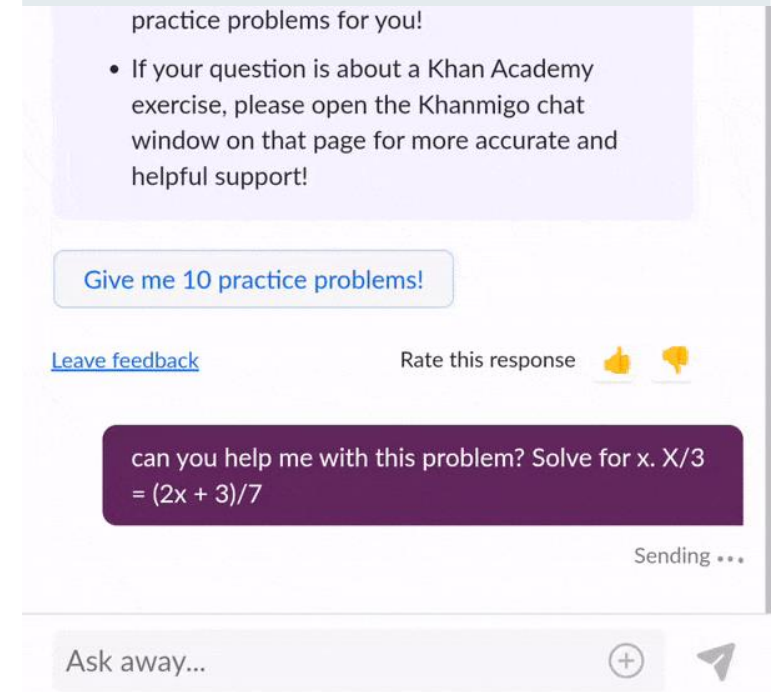 practice problems for you!
• If your question is about a Khan Academy
exercise, please open the Khanmigo chat
window on that page for more accurate and
helpful support!
Give me 10 practice problems!
Leave feedback
Rate this response
can you help me with this problem? Solve for x. X/3
= (2x + 3)/7
Sending •••
Ask away...